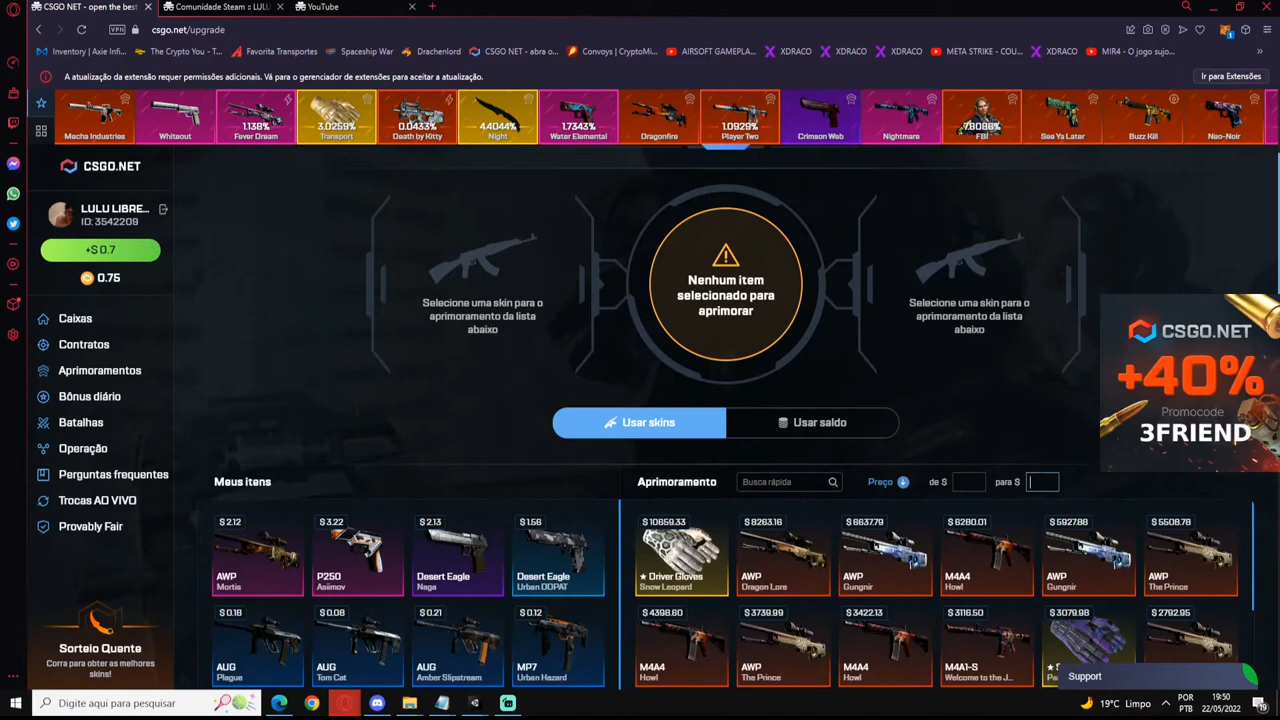 CSGO NET - open the best
Comunidade Steam :: LULU
YouTube
VPN
csgo.net/upgrade
Inventory | Axie Infi...
The Crypto You - T...
Favorita Transportes
Spaceship War
Drachenlord
CSGO NET - abra o...
Convoys | CryptoMi...
AIRSOFT GAMEPLA...
XDRACO
XDRACO
XDRACO
META STRIKE - COU...
XDRACO
MIR4 - O jogo sujo...
A atualização da extensão requer permissões adicionais. Vá para o gerenciador de extensões para aceitar a atualização.
Ir para Extensões
Mecha Industries
Whiteout
1.138%
Fever Dream
3.0259%
Transport
0.0433%
Death by Kitty
4.4044%
Night
1.7343%
Water Elemental
Dragonfire
1.0929%
Player Two
Crimson Web
Nightmare
7.8086%
FBI
See Ya Later
Buzz Kill
Neo-Noir
CSGO.NET
LULU LIBRE...
ID: 3542209
+$ 0.7
0.75
Caixas
Contratos
Aprimoramentos
Bônus diário
Batalhas
Operação
Perguntas frequentes
Trocas AO VIVO
Provably Fair
Sorteio Quente
Corra para obter as melhores
skins!
Selecione uma skin para o
aprimoramento da lista
abaixo
Nenhum item
selecionado para
aprimorar
Selecione uma skin para o
aprimoramento da lista
abaixo
Usar skins
Usar saldo
CSGO.NET
+40%
Promocode
3FRIEND
Meus itens
Aprimoramento
Busca rápida
Preço
de $
para $
$ 2.12
AWP
Mortis
$ 3.22
P250
Asiimov
$ 2.13
Desert Eagle
Naga
$ 1.56
Desert Eagle
Urban DDPAT
$ 10659.33
★ Driver Gloves
Snow Leopard
$ 8263.16
AWP
Dragon Lore
$ 6637.79
AWP
Gungnir
$ 6280.01
M4A4
Howl
$ 5927.88
AWP
Gungnir
$ 5508.78
AWP
The Prince
$ 0.18
AUG
Plague
$ 0.08
AUG
Tom Cat
$ 0.21
AUG
Amber Slipstream
$ 0.12
MP7
Urban Hazard
$ 4398.60
M4A4
Howl
$ 3739.99
AWP
The Prince
$ 3422.13
M4A4
Howl
$ 3116.50
M4A1-S
Welcome to the J...
$ 3079.98
$ 2792.95
Support
Digite aqui para pesquisar
19°C Limpo
POR
PTB
19:50
22/05/2022
19